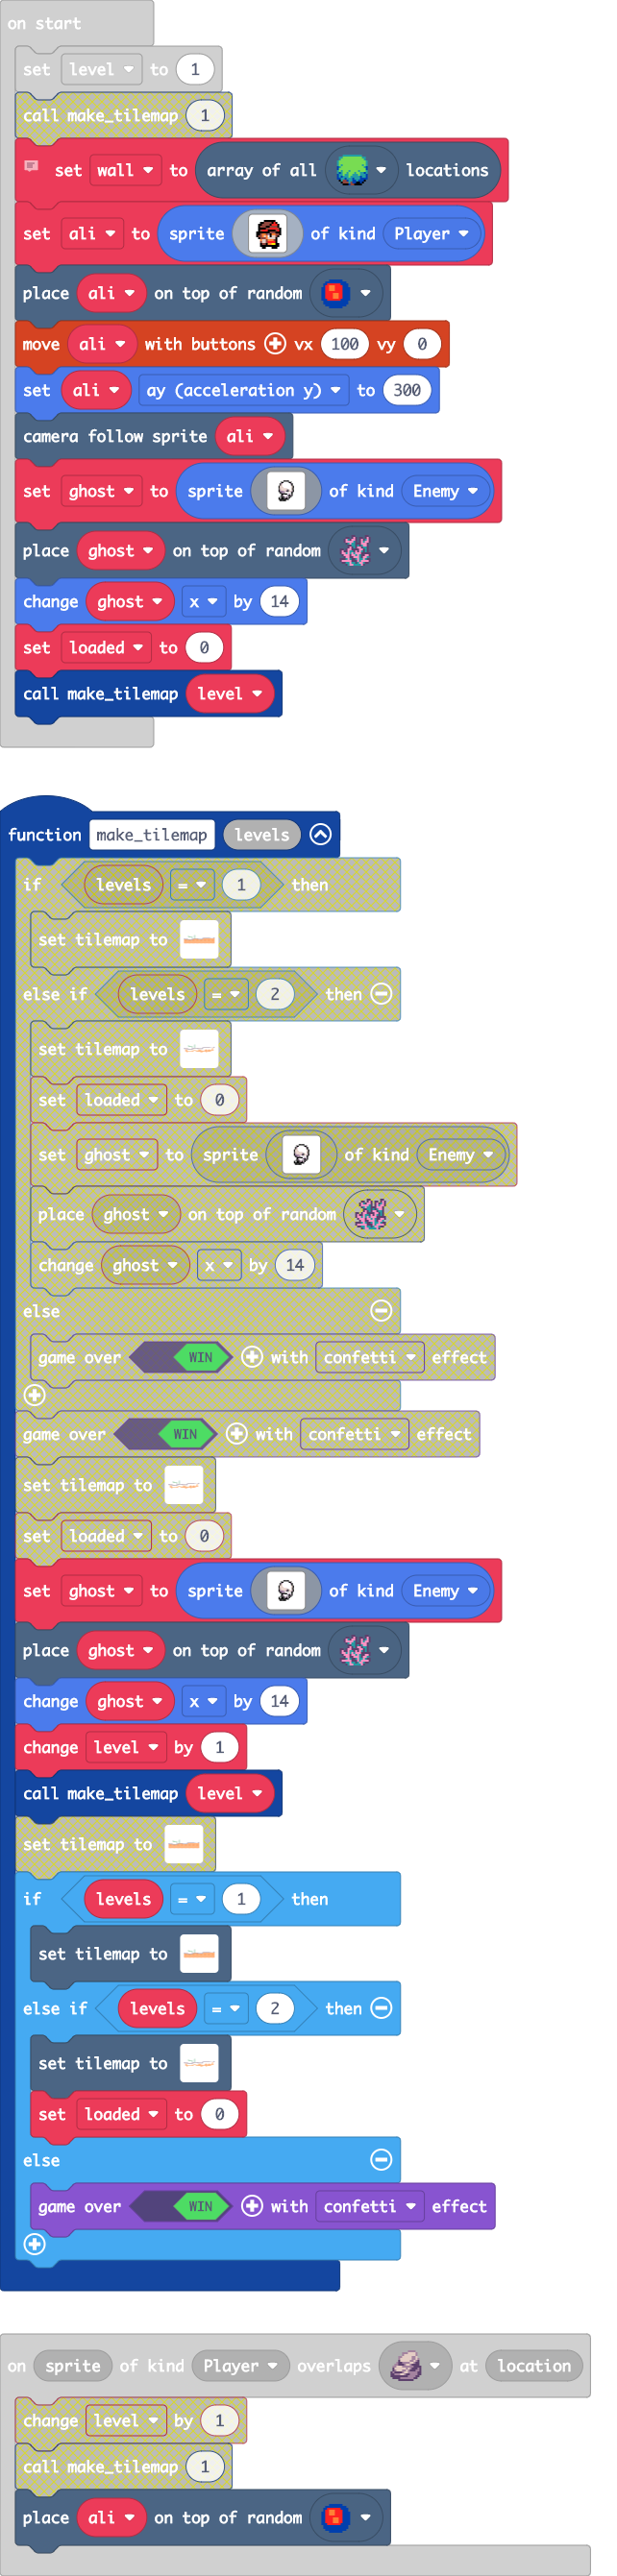 on start
set level to 1
call make_tilemap 1
set wall to array of all locations
set ali to sprite of kind Player
place ali on top of random
move ali with buttons vx 100 vy 0
set ali ay (acceleration y) to 300
camera follow sprite ali
set ghost to sprite of kind Enemy
place ghost on top of random
change ghost x by 14
set loaded to 0
call make_tilemap level
function make_tilemap levels
if levels = 1 then
set tilemap to
else if levels = 2 then
set tilemap to
set loaded to 0
set ghost to sprite of kind Enemy
place ghost on top of random
change ghost x by 14
else
game over WIN with confetti effect
game over WIN with confetti effect
set tilemap to
set loaded to 0
set ghost to sprite of kind Enemy
place ghost on top of random
change ghost x by 14
change level by 1
call make_tilemap level
set tilemap to
if levels = 1 then
set tilemap to
else if levels = 2 then
set tilemap to
set loaded to 0
else
game over WIN with confetti effect
on sprite of kind Player overlaps at location
change level by 1
call make_tilemap 1
place ali on top of random